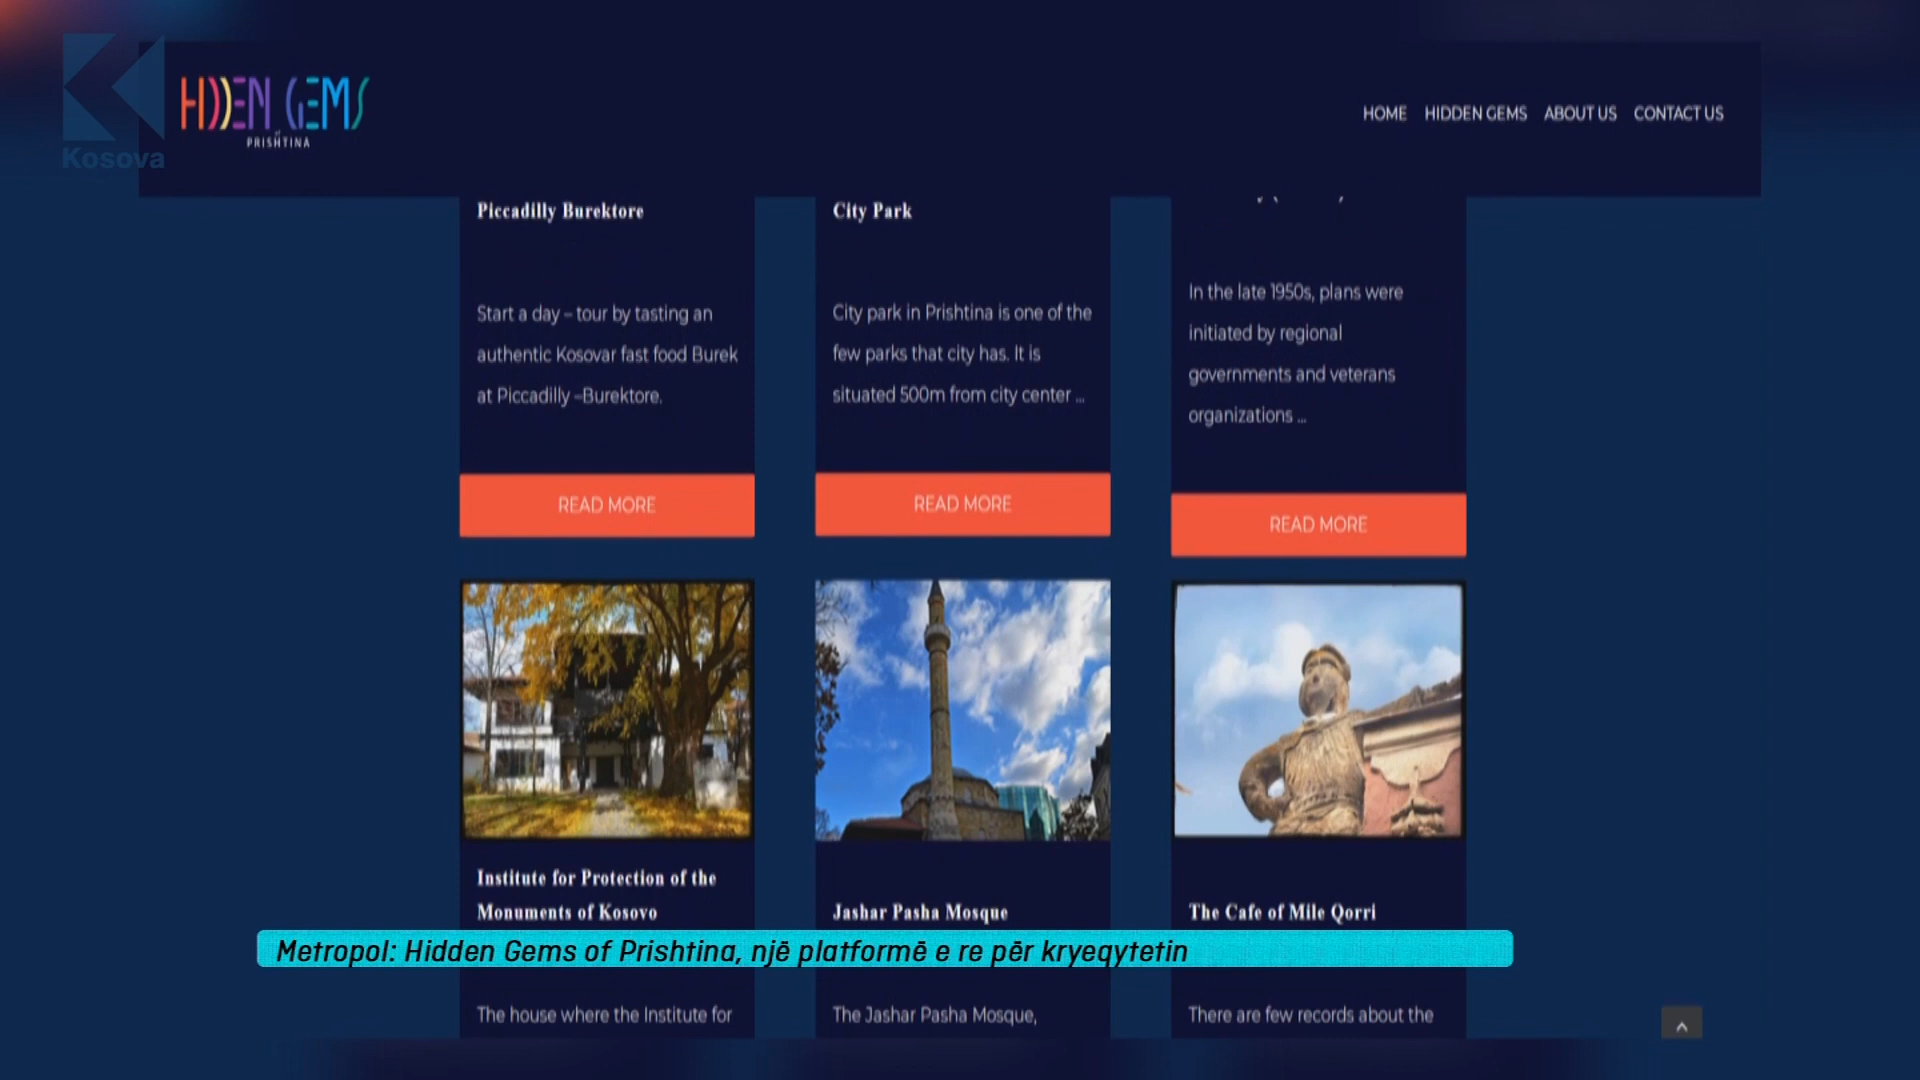 Kosova
HIDDEN GEMS
of
PRISHTINA
HOME HIDDEN GEMS ABOUT US CONTACT US
Piccadilly Burektore
Start a day – tour by tasting an
authentic Kosovar fast food Burek
at Piccadilly –Burektore.
READ MORE
City Park
City park in Prishtina is one of the
few parks that city has. It is
situated 500m from city center ...
READ MORE
In the late 1950s, plans were
initiated by regional
governments and veterans
organizations ...
READ MORE
Institute for Protection of the
Monuments of Kosovo
The house where the Institute for
Jashar Pasha Mosque
The Jashar Pasha Mosque,
The Cafe of Mile Qorri
There are few records about the
Metropol: Hidden Gems of Prishtina, një platformë e re për kryeqytetin